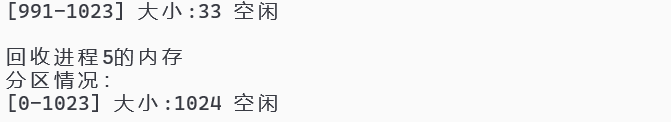 [991-1023] 大小:33 空闲
回收进程5的内存
分区情况:
[0-1023] 大小:1024 空闲